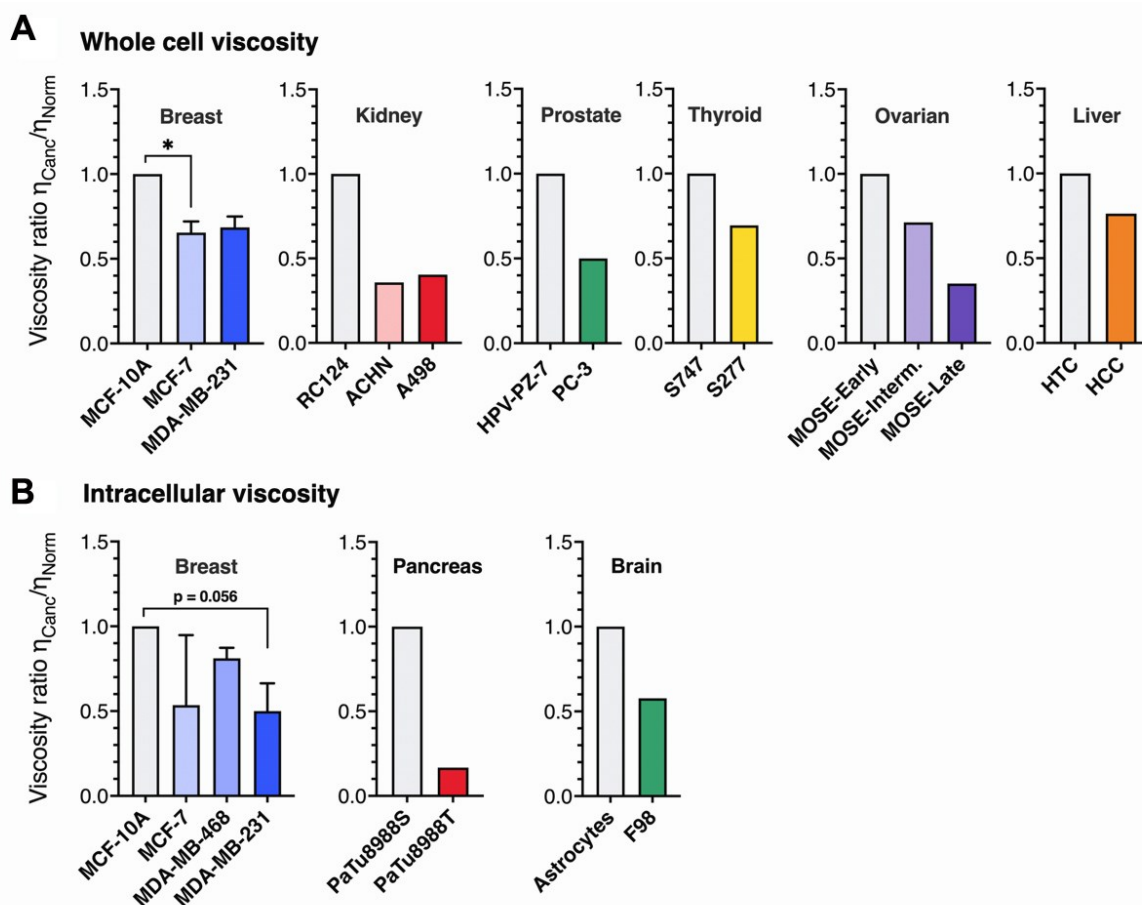 A
Whole cell viscosity
Viscosity ratio ηCanc/ηNorm
1.5
1.0
0.5
0.0
Breast
*
MCF-10A
MCF-7
MDA-MB-231
1.5
1.0
0.5
0.0
Kidney
RC124
ACHN
A498
1.5
1.0
0.5
0.0
Prostate
HPV-PZ-7
PC-3
1.5
1.0
0.5
0.0
Thyroid
S747
S277
1.5
1.0
0.5
0.0
Ovarian
MOSE-Early
MOSE-Interm.
MOSE-Late
1.5
1.0
0.5
0.0
Liver
HTC
HCC
B
Intracellular viscosity
Viscosity ratio ηCanc/ηNorm
1.5
1.0
0.5
0.0
Breast
p = 0.056
MCF-10A
MCF-7
MDA-MB-468
MDA-MB-231
1.5
1.0
0.5
0.0
Pancreas
PaTu8988S
PaTu8988T
1.5
1.0
0.5
0.0
Brain
Astrocytes
F98